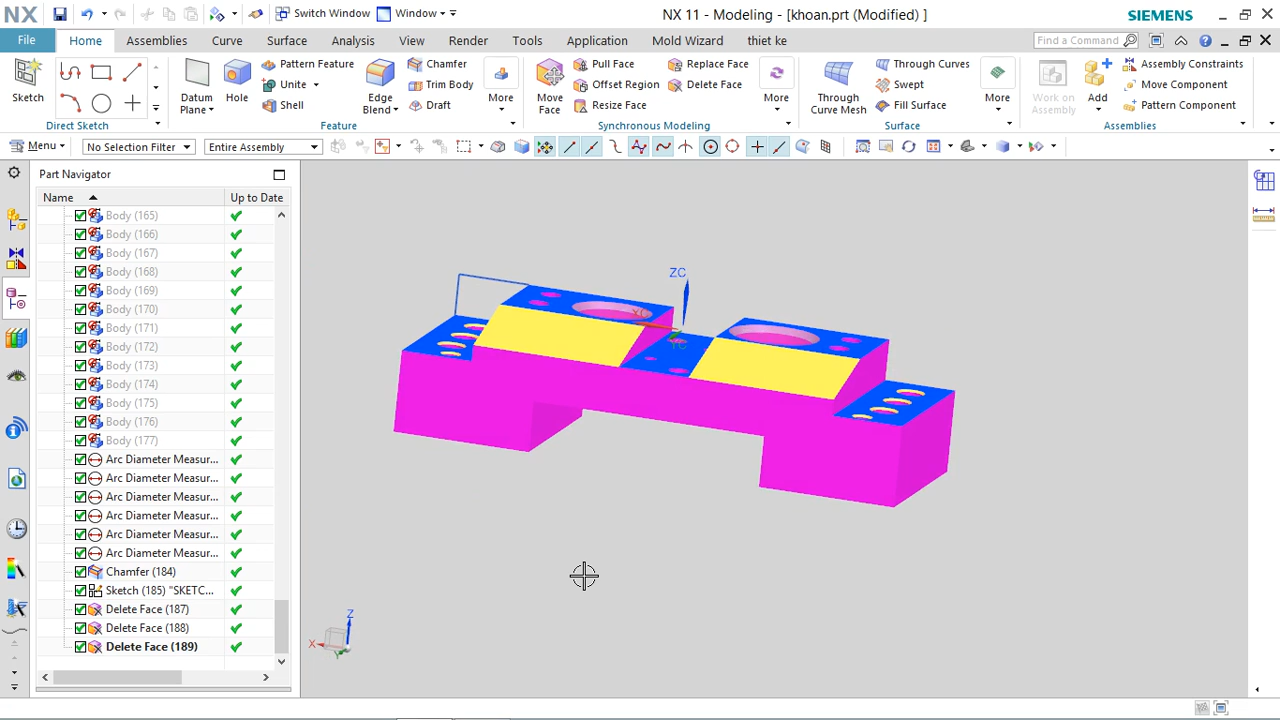 NX Switch Window Window NX 11 - Modeling - [khoan.prt (Modified) ] SIEMENS
File Home Assemblies Curve Surface Analysis View Render Tools Application Mold Wizard thiet ke Find a Command
Sketch
Direct Sketch
Datum Plane
Hole
Pattern Feature
Unite
Shell
Edge Blend
Chamfer
Trim Body
Draft
More
Feature
Move Face
Pull Face
Offset Region
Resize Face
Replace Face
Delete Face
More
Synchronous Modeling
Through Curve Mesh
Through Curves
Swept
Fill Surface
More
Surface
Work on Assembly
Add
Assembly Constraints
Move Component
Pattern Component
Assemblies
Menu No Selection Filter Entire Assembly
Part Navigator
Name Up to Date
Body (165)
Body (166)
Body (167)
Body (168)
Body (169)
Body (170)
Body (171)
Body (172)
Body (173)
Body (174)
Body (175)
Body (176)
Body (177)
Arc Diameter Measur...
Arc Diameter Measur...
Arc Diameter Measur...
Arc Diameter Measur...
Arc Diameter Measur...
Arc Diameter Measur...
Chamfer (184)
Sketch (185) "SKETC...
Delete Face (187)
Delete Face (188)
Delete Face (189)
ZC
XC
YC
Z
X
Y